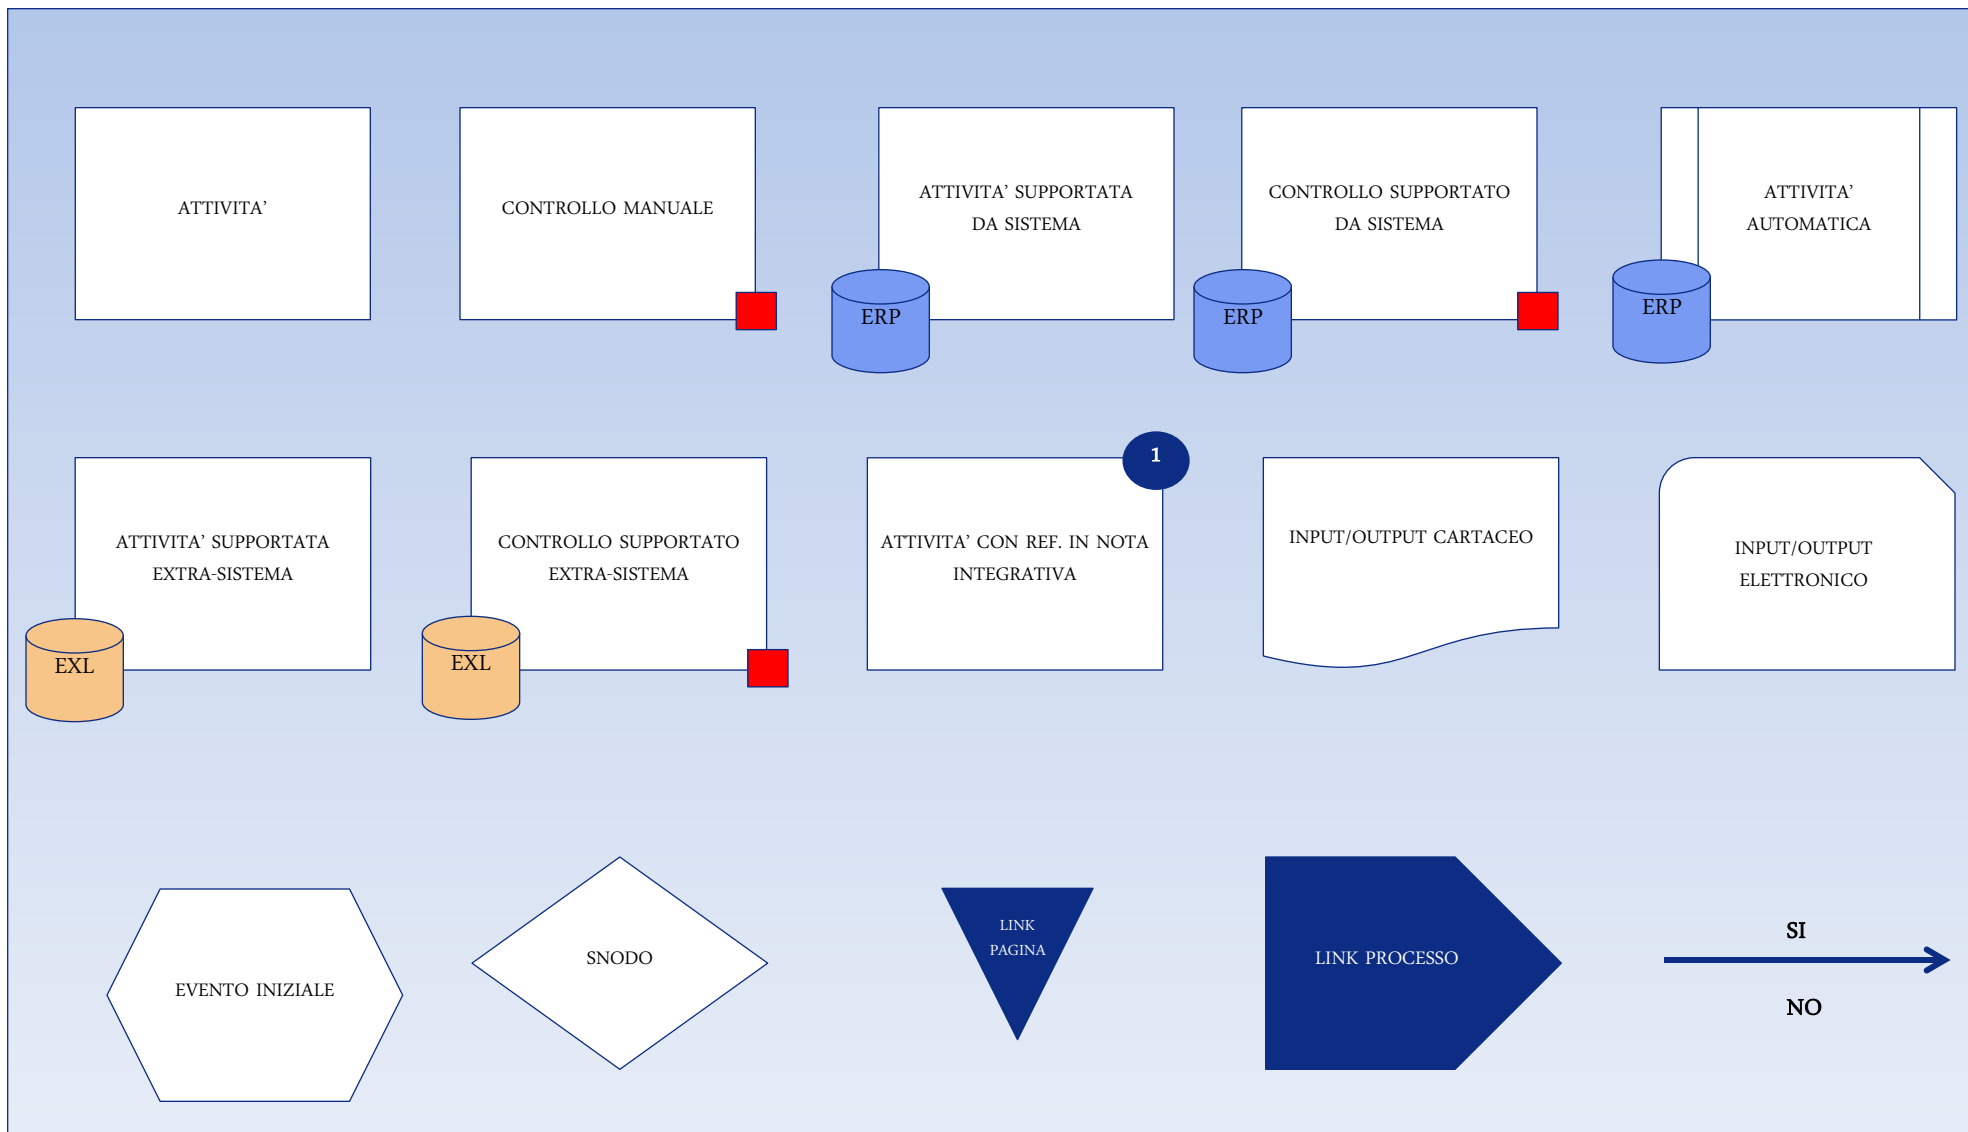 ATTIVITA’
CONTROLLO MANUALE
ATTIVITA’ SUPPORTATA
DA SISTEMA
ERP
CONTROLLO SUPPORTATO
DA SISTEMA
ERP
ATTIVITA’
AUTOMATICA
ERP
ATTIVITA’ SUPPORTATA
EXTRA-SISTEMA
EXL
CONTROLLO SUPPORTATO
EXTRA-SISTEMA
EXL
1
ATTIVITA’ CON REF. IN NOTA
INTEGRATIVA
INPUT/OUTPUT CARTACEO
INPUT/OUTPUT
ELETTRONICO
EVENTO INIZIALE
SNODO
LINK
PAGINA
LINK PROCESSO
SI
NO